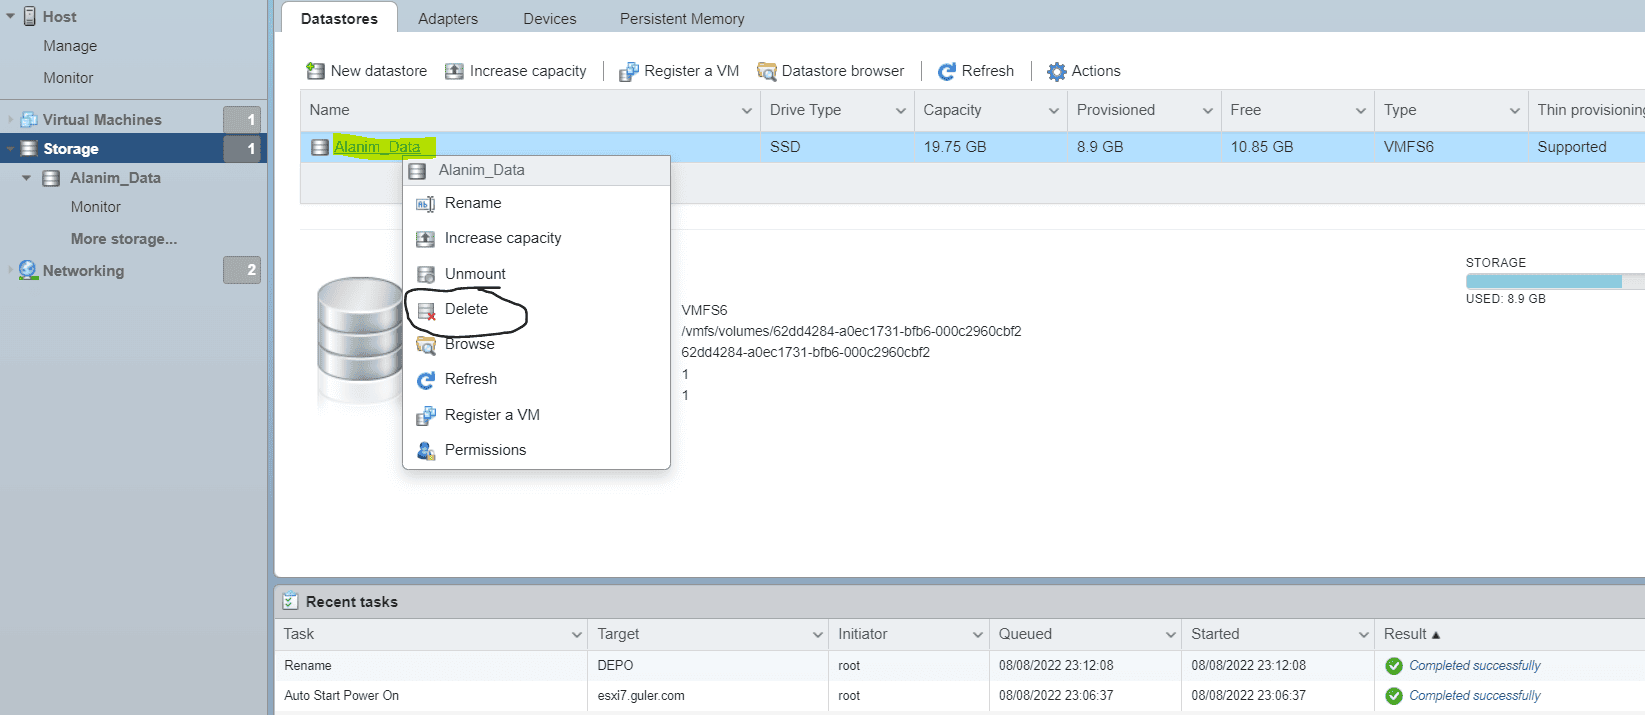 Host
Manage
Monitor
Virtual Machines 1
Storage 1
Alanim_Data
Monitor
More storage...
Networking 2
Datastores Adapters Devices Persistent Memory
New datastore Increase capacity Register a VM Datastore browser Refresh Actions
Name Drive Type Capacity Provisioned Free Type Thin provisioning
Alanim_Data SSD 19.75 GB 8.9 GB 10.85 GB VMFS6 Supported
Alanim_Data
Rename
Increase capacity
Unmount
Delete
Browse
Refresh
Register a VM
Permissions
VMFS6
/vmfs/volumes/62dd4284-a0ec1731-bfb6-000c2960cbf2
62dd4284-a0ec1731-bfb6-000c2960cbf2
1
1
STORAGE
USED: 8.9 GB
Recent tasks
Task Target Initiator Queued Started Result
Rename DEPO root 08/08/2022 23:12:08 08/08/2022 23:12:08 Completed successfully
Auto Start Power On esxi7.guler.com root 08/08/2022 23:06:37 08/08/2022 23:06:37 Completed successfully